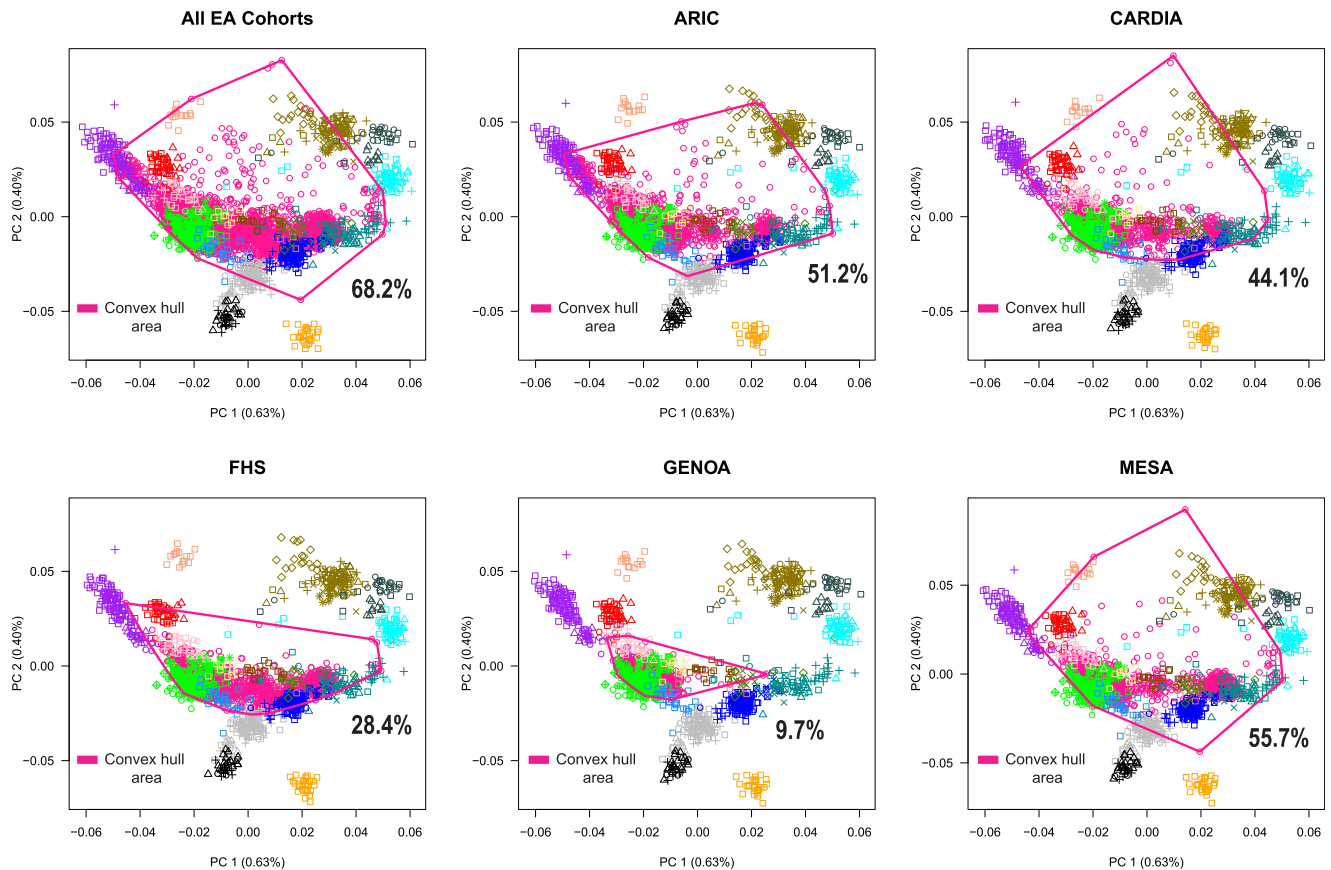 All EA Cohorts
ARIC
CARDIA
PC 2 (0.40%)
0.05
0.00
−0.05
68.2%
Convex hull
area
−0.06
−0.04
−0.02
0.00
0.02
0.04
0.06
PC 1 (0.63%)
PC 2 (0.40%)
0.05
0.00
−0.05
51.2%
Convex hull
area
−0.06
−0.04
−0.02
0.00
0.02
0.04
0.06
PC 1 (0.63%)
PC 2 (0.40%)
0.05
0.00
−0.05
44.1%
Convex hull
area
−0.06
−0.04
−0.02
0.00
0.02
0.04
0.06
PC 1 (0.63%)
FHS
GENOA
MESA
PC 2 (0.40%)
0.05
0.00
−0.05
28.4%
Convex hull
area
−0.06
−0.04
−0.02
0.00
0.02
0.04
0.06
PC 1 (0.63%)
PC 2 (0.40%)
0.05
0.00
−0.05
9.7%
Convex hull
area
−0.06
−0.04
−0.02
0.00
0.02
0.04
0.06
PC 1 (0.63%)
PC 2 (0.40%)
0.05
0.00
−0.05
55.7%
Convex hull
area
−0.06
−0.04
−0.02
0.00
0.02
0.04
0.06
PC 1 (0.63%)